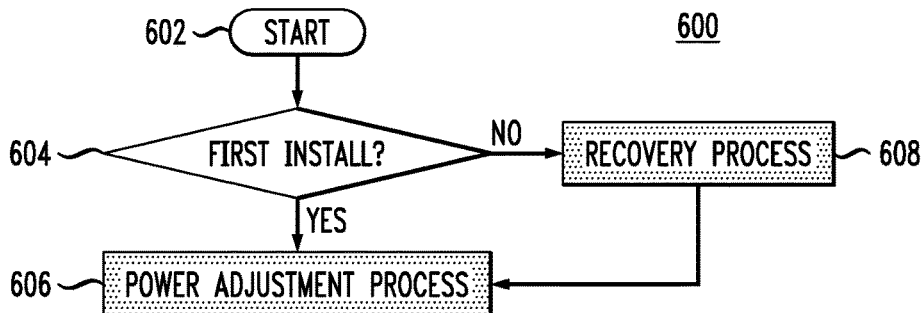 602
START
600
604
FIRST INSTALL?
NO
RECOVERY PROCESS
608
YES
606
POWER ADJUSTMENT PROCESS